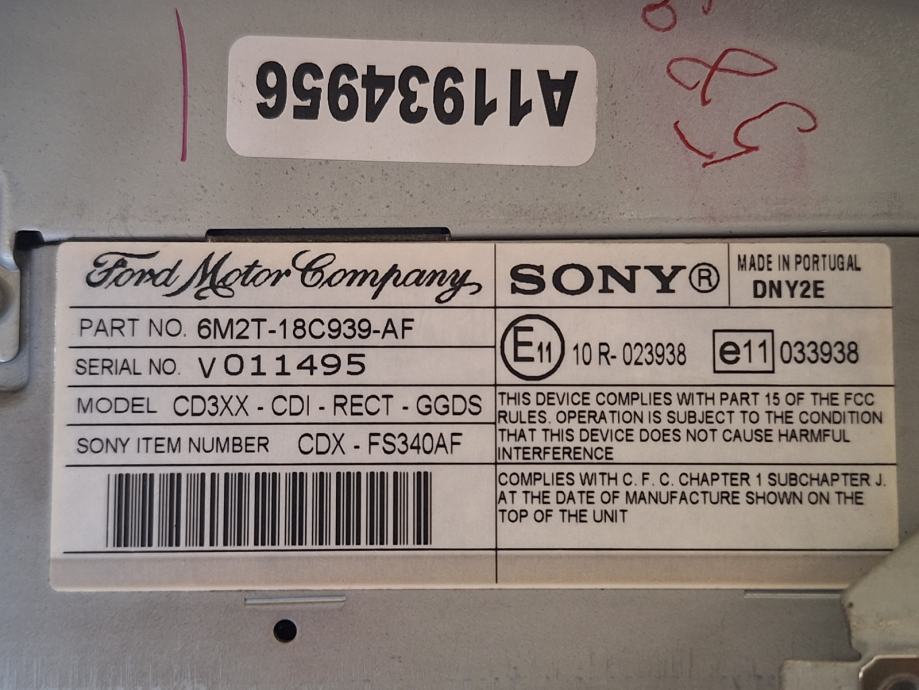 A11934956
Ford Motor Company
SONY®
MADE IN PORTUGAL
DNY2E
PART NO. 6M2T-18C939-AF
SERIAL NO. V011495
MODEL CD3XX - CDI - RECT - GGDS
SONY ITEM NUMBER CDX - FS340AF
E11 10 R- 023938 e11 033938
THIS DEVICE COMPLIES WITH PART 15 OF THE FCC
RULES. OPERATION IS SUBJECT TO THE CONDITION
THAT THIS DEVICE DOES NOT CAUSE HARMFUL
INTERFERENCE
COMPLIES WITH C. F. C. CHAPTER 1 SUBCHAPTER J.
AT THE DATE OF MANUFACTURE SHOWN ON THE
TOP OF THE UNIT